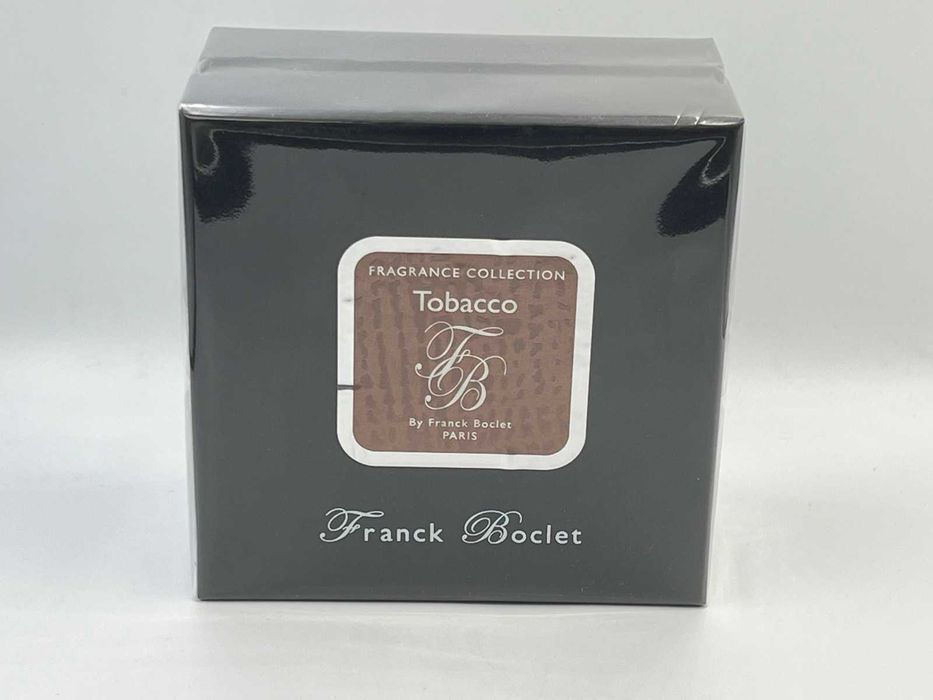 FRAGRANCE COLLECTION
Tobacco
FB
By Franck Boclet
PARIS
Franck Boclet